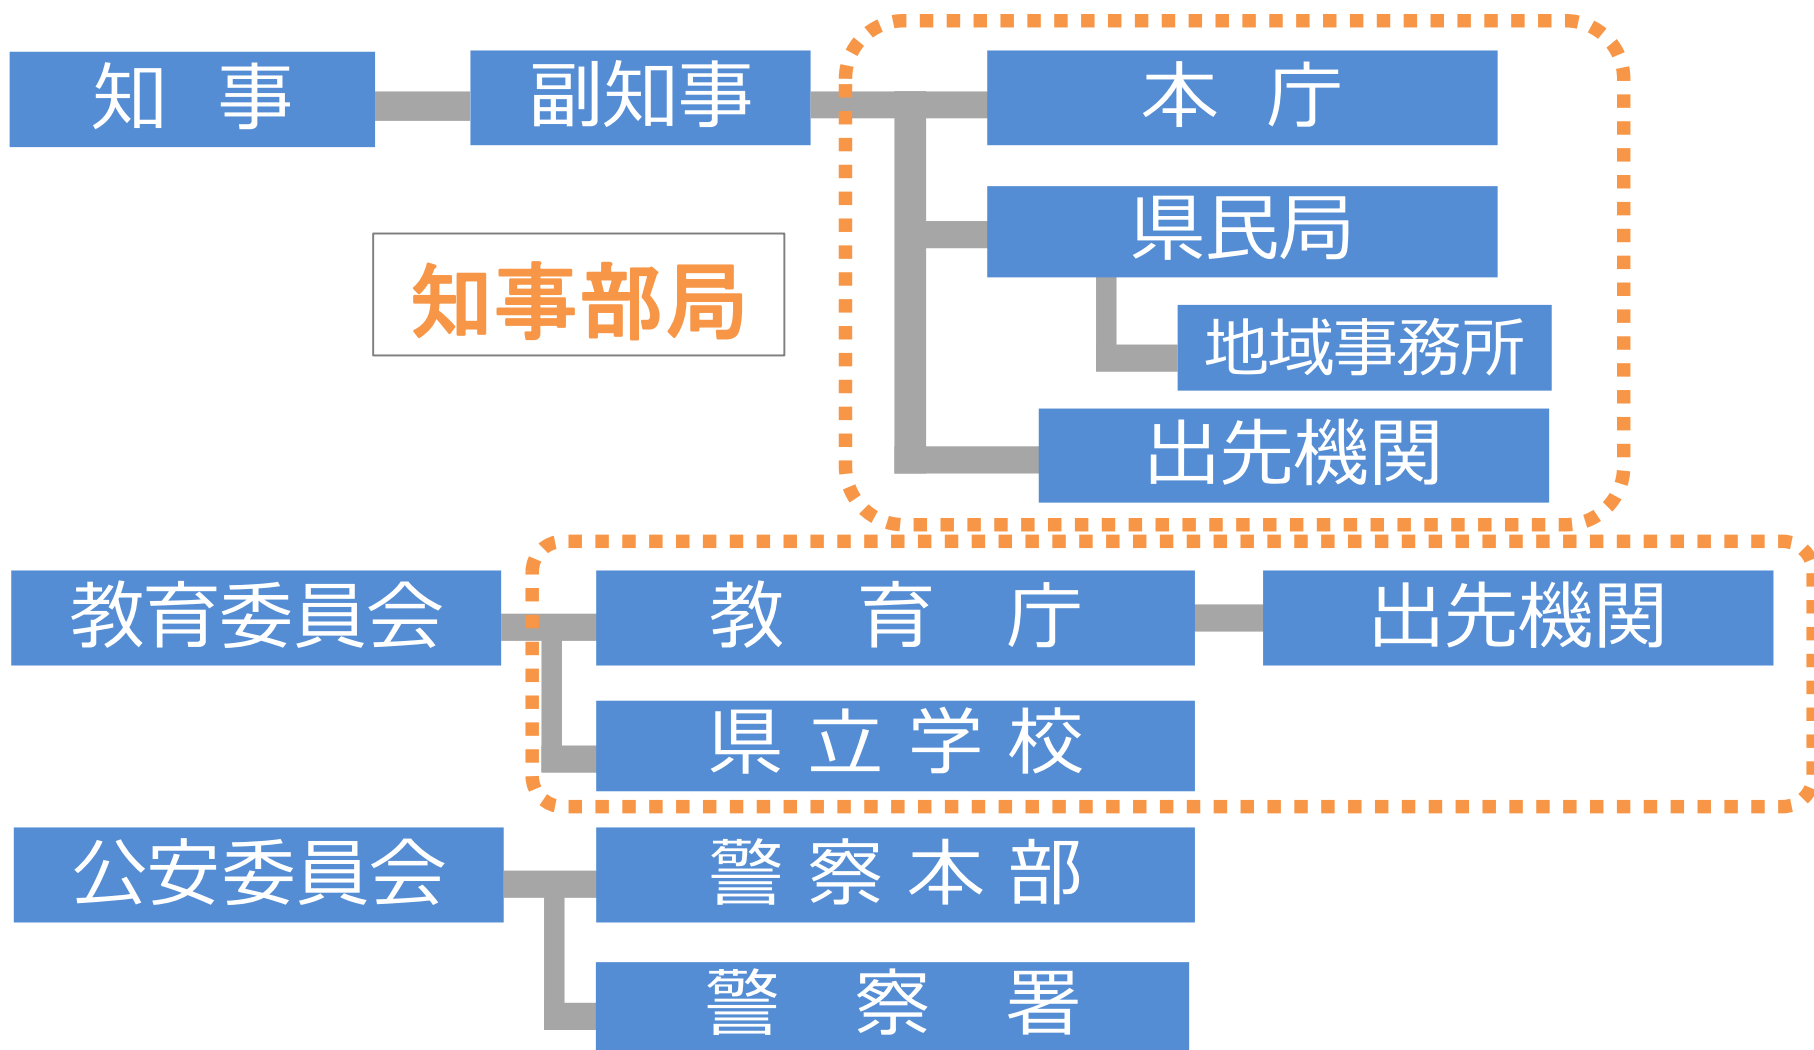 知事
副知事
本庁
県民局
知事部局
地域事務所
出先機関
教育委員会
教育庁
出先機関
県立学校
公安委員会
警察本部
警察署